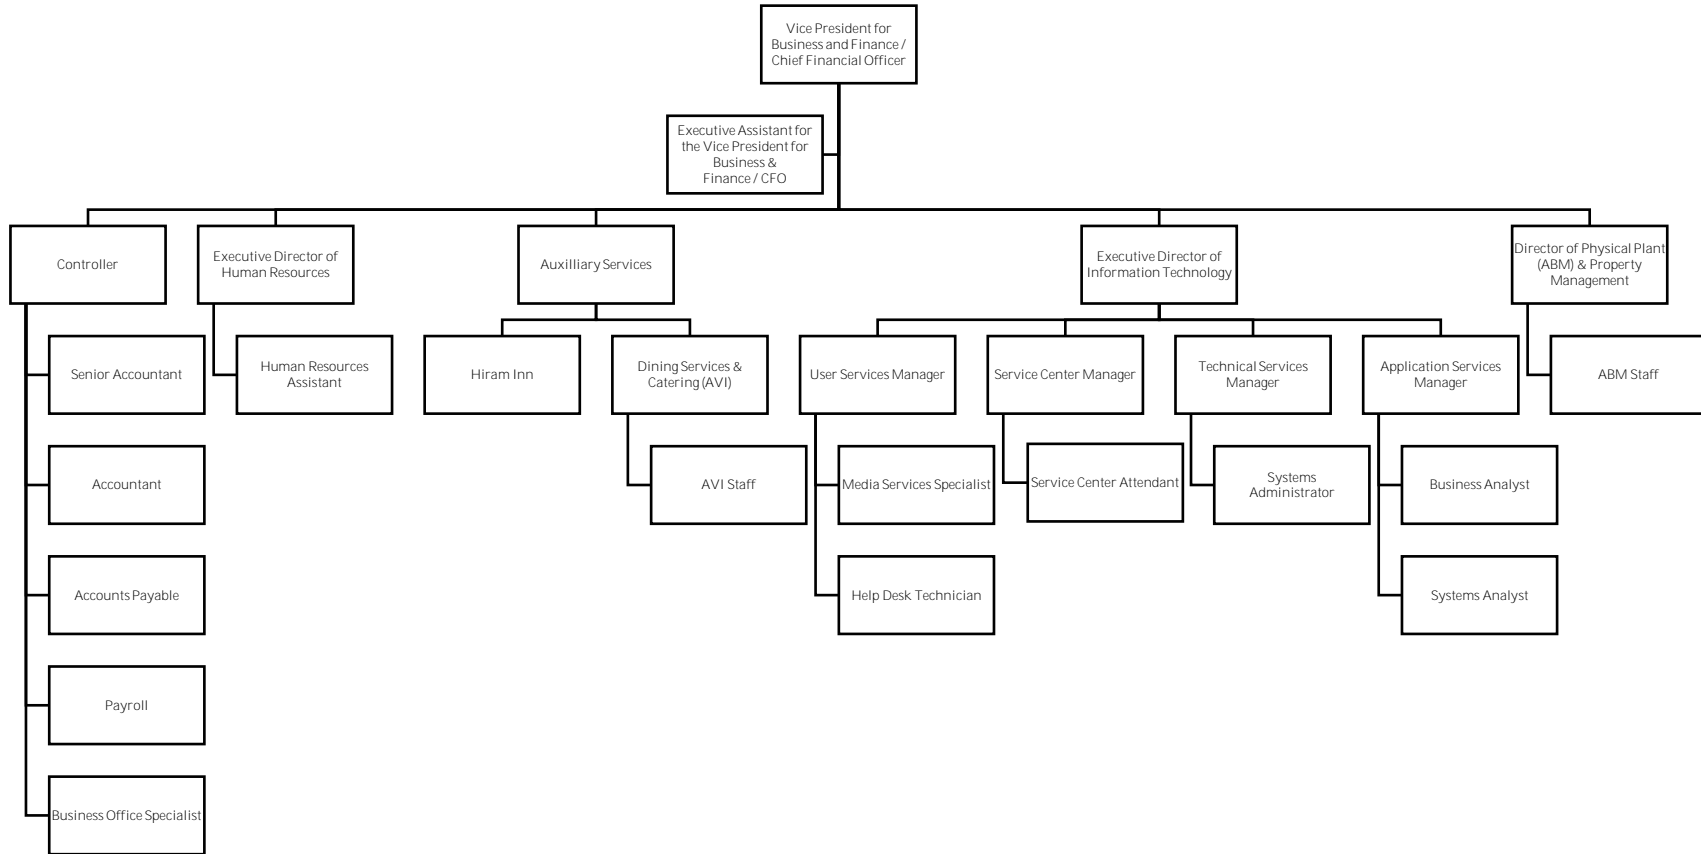 Vice President for
Business and Finance /
Chief Financial Officer
Executive Assistant for
the Vice President for
Business &
Finance / CFO
Controller
Executive Director of
Human Resources
Auxilliary Services
Executive Director of
Information Technology
Director of Physical Plant
(ABM) & Property
Management
Senior Accountant
Human Resources
Assistant
Hiram Inn
Dining Services &
Catering (AVI)
User Services Manager
Service Center Manager
Technical Services
Manager
Application Services
Manager
ABM Staff
Accountant
AVI Staff
Media Services Specialist
Service Center Attendant
Systems
Administrator
Business Analyst
Accounts Payable
Help Desk Technician
Systems Analyst
Payroll
Business Office Specialist